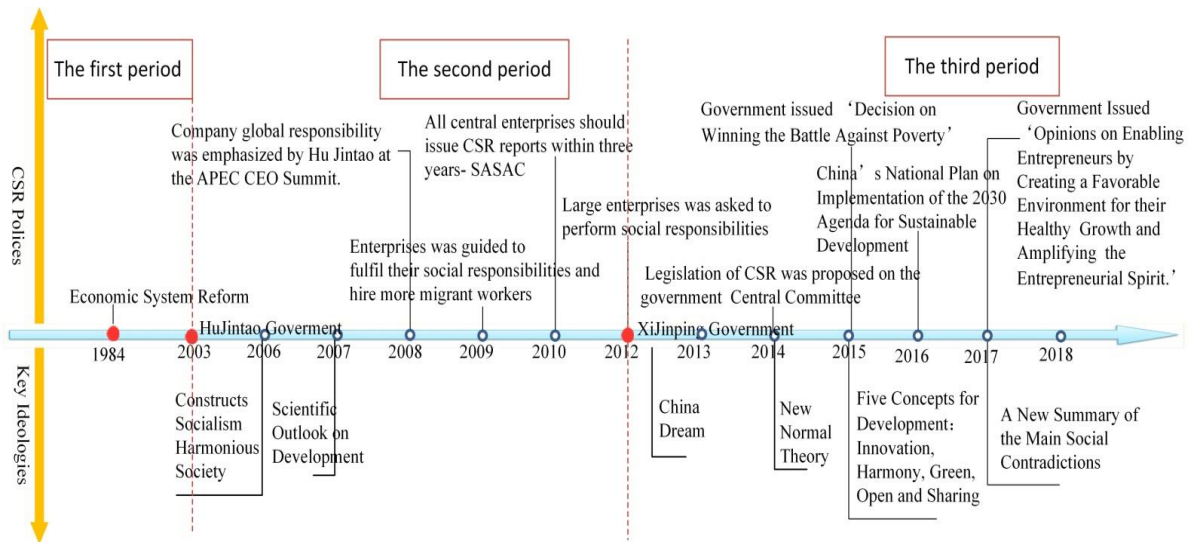 The first period
The second period
The third period
CSR Polices
Key Ideologies
Company global responsibility
was emphasized by Hu Jintao at
the APEC CEO Summit.
All central enterprises should
issue CSR reports within three
years- SASAC
Government issued ‘Decision on
Winning the Battle Against Poverty’
Government Issued
‘Opinions on Enabling
Entrepreneurs by
Creating a Favorable
Environment for their
Healthy Growth and
Amplifying the
Entrepreneurial Spirit.’
China’s National Plan on
Implementation of the 2030
Agenda for Sustainable
Development
Large enterprises was asked to
perform social responsibilities
Enterprises was guided to
fulfil their social responsibilities and
hire more migrant workers
Legislation of CSR was proposed on the
government Central Committee
Economic System Reform
HuJintao Goverment
XiJinping Government
1984
2003
2006
2007
2008
2009
2010
2012
2013
2014
2015
2016
2017
2018
Constructs
Socialism
Harmonious
Society
Scientific
Outlook on
Development
China
Dream
New
Normal
Theory
Five Concepts for
Development:
Innovation,
Harmony, Green,
Open and Sharing
A New Summary of
the Main Social
Contradictions